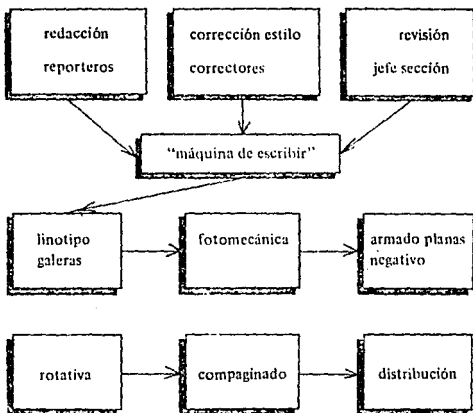 redacción
reporteros
corrección estilo
correctores
revisión
jefe sección
"máquina de escribir"
linotipo
galeras
fotomecánica
armado planas
negativo
rotativa
compaginado
distribución